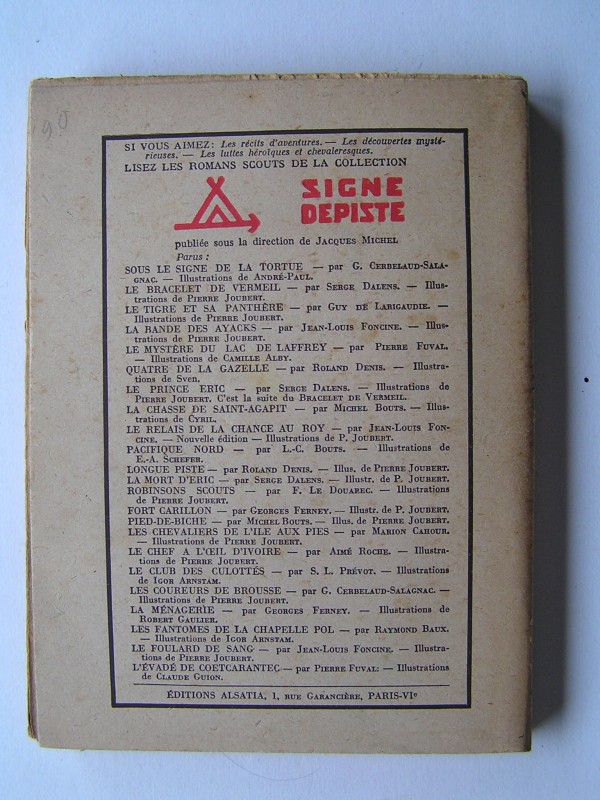 90
SI VOUS AIMEZ: Les récits d'aventures. — Les découvertes mysté-
rieuses. — Les luttes héroïques et chevaleresques.
LISEZ LES ROMANS SCOUTS DE LA COLLECTION
SIGNE
DE PISTE
publiée sous la direction de JACQUES MICHEL
Parus :
SOUS LE SIGNE DE LA TORTUE — par G. CERBELAUD-SALA-
GNAC. — Illustrations de ANDRÉ-PAUL.
LE BRACELET DE VERMEIL — par SERGE DALENS. — Illus-
trations de PIERRE JOUBERT.
LE TIGRE ET SA PANTHÈRE — par GUY DE LARIGAUDIE. —
Illustrations de PIERRE JOUBERT.
LA BANDE DES AYACKS — par JEAN-LOUIS FONCINE. — Illus-
trations de PIERRE JOUBERT.
LE MYSTÈRE DU LAC DE LAFFREY — par PIERRE FUVAL.
— Illustrations de CAMILLE ALBY.
QUATRE DE LA GAZELLE — par ROLAND DENIS. — Illustra-
tions de SVEN.
LE PRINCE ERIC — par SERGE DALENS. — Illustrations de
PIERRE JOUBERT. C'est la suite du BRACELET DE VERMEIL.
LA CHASSE DE SAINT-AGAPIT — par MICHEL BOUTS. — Illus-
trations de CYRIL.
LE RELAIS DE LA CHANCE AU ROY — par JEAN-LOUIS FON-
CINE. — Nouvelle édition — Illustrations de P. JOUBERT.
PACIFIQUE NORD — par L.-C. BOUTS. — Illustrations de
E.-A. SCHEFER.
LONGUE PISTE — par ROLAND DENIS. — Illus. de PIERRE JOUBERT.
LA MORT D'ERIC — par SERGE DALENS. — Illustr. de P. JOUBERT.
ROBINSONS SCOUTS — par F. LE DOUAREC. — Illustrations
de PIERRE JOUBERT.
FORT CARILLON — par GEORGES FERNEY. — Illustr. de P. JOUBERT.
PIED-DE-BICHE — par MICHEL BOUTS. — Illus. de PIERRE JOUBERT.
LES CHEVALIERS DE L'ILE AUX PIES — par MARION CAHOUR.
— Illustrations de PIERRE JOUBERT.
LE CHEF A L'ŒIL D'IVOIRE — par AIMÉ ROCHE. — Illustra-
tions de PIERRE JOUBERT.
LE CLUB DES CULOTTÉS — par S. L. PRÉVOT. — Illustrations
de IGOR ARNSTAM.
LES COUREURS DE BROUSSE — par G. CERBELAUD-SALAGNAC. —
Illustrations de PIERRE JOUBERT.
LA MÉNAGERIE — par GEORGES FERNEY. — Illustrations de
ROBERT GAULIER.
LES FANTOMES DE LA CHAPELLE POL — par RAYMOND BAUX.
— Illustrations de IGOR ARNSTAM.
LE FOULARD DE SANG — par JEAN-LOUIS FONCINE. — Illustra-
tions de PIERRE JOUBERT.
L'ÉVADÉ DE COETCARANTEC — par PIERRE FUVAL: — Illustrations
de CLAUDE GUION.
ÉDITIONS ALSATIA, 1, RUE GARANCIÈRE, PARIS-VIe